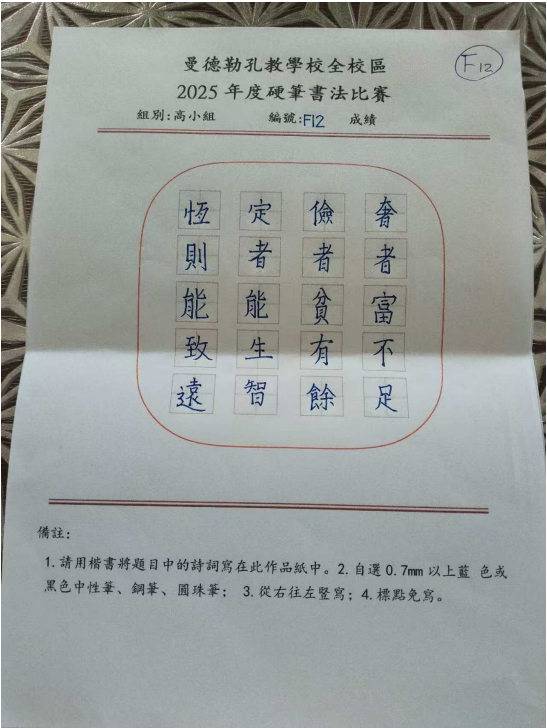 曼德勒孔教學校全校區
F12
2025 年度硬筆書法比賽
組別:高小組 編號:F12 成績
奢者富不足
儉者貧有餘
定者能生智
恆則能致遠
備註:
1.請用楷書將題目中的詩詞寫在此作品紙中。2.自選 0.7mm 以上藍 色或
黑色中性筆、鋼筆、圓珠筆; 3.從右往左豎寫;4.標點免寫。